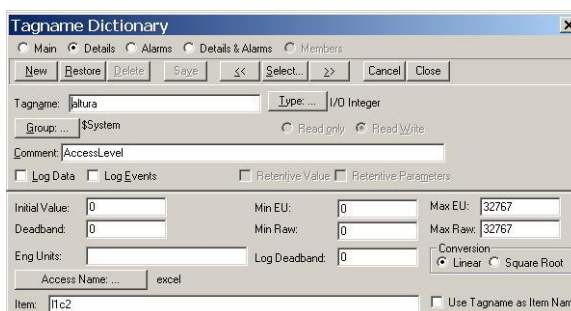 Tagname Dictionary
Main Details Alarms Details & Alarms Members
New Restore Delete Save << Select... >> Cancel Close
Tagname: altura Type: ... I/O Integer
Group: ... $System Read only Read Write
Comment: AccessLevel
Log Data Log Events Retentive Value Retentive Parameters
Initial Value: 0 Min EU: 0 Max EU: 32767
Deadband: 0 Min Raw: 0 Max Raw: 32767
Eng Units: Log Deadband: 0 Conversion
Linear Square Root
Access Name: ... excel
Item: l1c2 Use Tagname as Item Nam